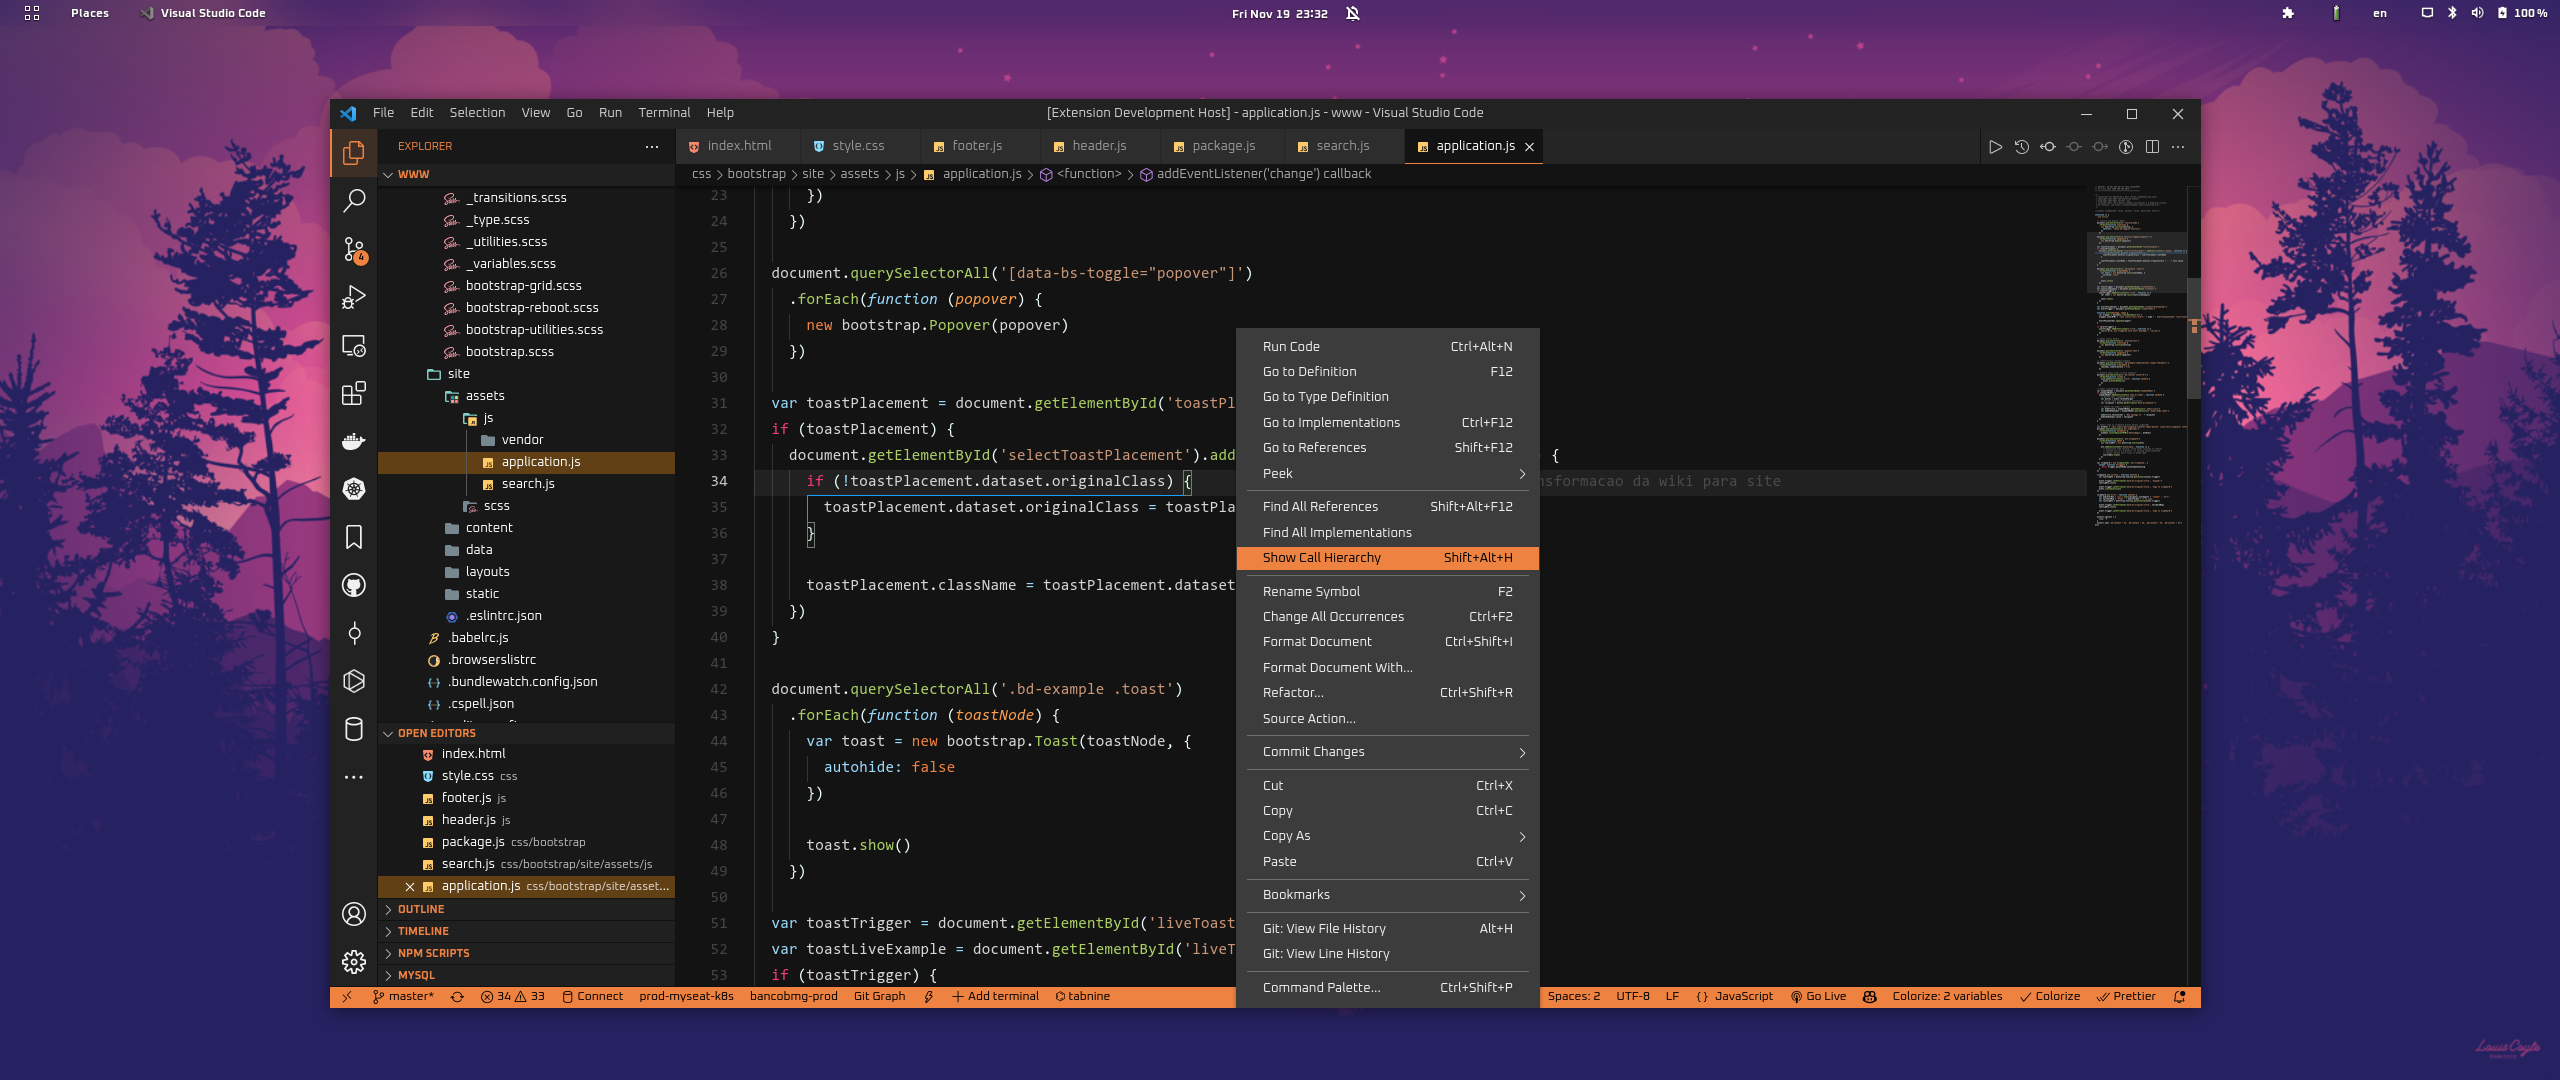 Places
Visual Studio Code
Fri Nov 19 23:32
en
100 %
File Edit Selection View Go Run Terminal Help
[Extension Development Host] - application.js - www - Visual Studio Code
EXPLORER
index.html
style.css
footer.js
header.js
package.js
search.js
application.js
WWW
css > bootstrap > site > assets > js > application.js > <function> > addEventListener('change') callback
_transitions.scss
_type.scss
_utilities.scss
_variables.scss
bootstrap-grid.scss
bootstrap-reboot.scss
bootstrap-utilities.scss
bootstrap.scss
site
assets
js
vendor
application.js
search.js
scss
content
data
layouts
static
.eslintrc.json
.babelrc.js
.browserslistrc
.bundlewatch.config.json
.cspell.json
4
OPEN EDITORS
index.html
style.css css
footer.js js
header.js js
package.js css/bootstrap
search.js css/bootstrap/site/assets/js
application.js css/bootstrap/site/asset...
OUTLINE
TIMELINE
NPM SCRIPTS
MYSQL
23 })
24 })
25
26 document.querySelectorAll('[data-bs-toggle="popover"]')
27 .forEach(function (popover) {
28 new bootstrap.Popover(popover)
29 })
30
31 var toastPlacement = document.getElementById('toastPl
32 if (toastPlacement) {
33 document.getElementById('selectToastPlacement').add {
34 if (!toastPlacement.dataset.originalClass) { nsformacao da wiki para site
35 toastPlacement.dataset.originalClass = toastPla
36 }
37
38 toastPlacement.className = toastPlacement.dataset
39 })
40 }
41
42 document.querySelectorAll('.bd-example .toast')
43 .forEach(function (toastNode) {
44 var toast = new bootstrap.Toast(toastNode, {
45 autohide: false
46 })
47
48 toast.show()
49 })
50
51 var toastTrigger = document.getElementById('liveToast
52 var toastLiveExample = document.getElementById('liveT
53 if (toastTrigger) {
Run Code Ctrl+Alt+N
Go to Definition F12
Go to Type Definition
Go to Implementations Ctrl+F12
Go to References Shift+F12
Peek
Find All References Shift+Alt+F12
Find All Implementations
Show Call Hierarchy Shift+Alt+H
Rename Symbol F2
Change All Occurrences Ctrl+F2
Format Document Ctrl+Shift+I
Format Document With...
Refactor... Ctrl+Shift+R
Source Action...
Commit Changes
Cut Ctrl+X
Copy Ctrl+C
Copy As
Paste Ctrl+V
Bookmarks
Git: View File History Alt+H
Git: View Line History
Command Palette... Ctrl+Shift+P
master* 34 33 Connect prod-myseat-k8s bancobmg-prod Git Graph Add terminal tabnine
Spaces: 2 UTF-8 LF {} JavaScript Go Live Colorize: 2 variables Colorize Prettier
Louis Coyle